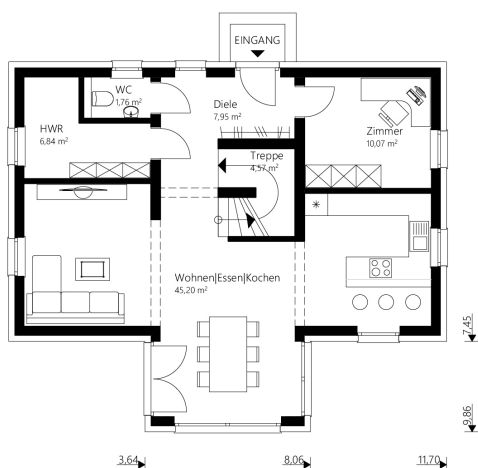 EINGANG
WC
1,76 m²
Diele
7,95 m²
HWR
6,84 m²
Zimmer
10,07 m²
Treppe
4,57 m²
*
Wohnen|Essen|Kochen
45,20 m²
7.45
9.86
3.64
8.06
11.70